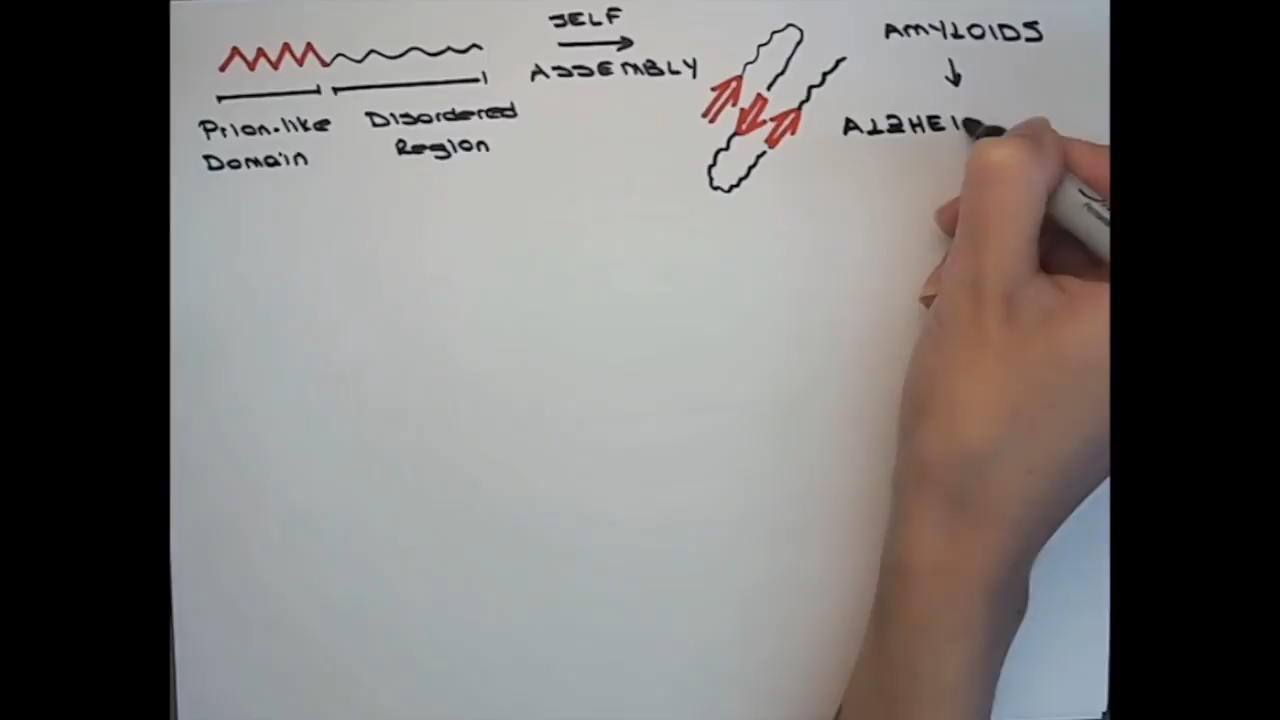 SELF
ASSEMBLY
AMYLOIDS
Prion-like
Domain
Disordered
Region